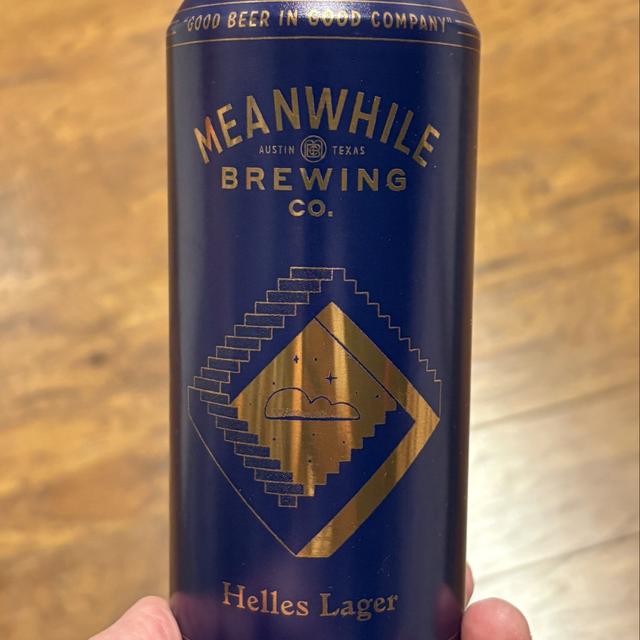 "GOOD BEER IN GOOD COMPANY"
MEANWHILE
AUSTIN TEXAS
BREWING
CO.
Helles Lager